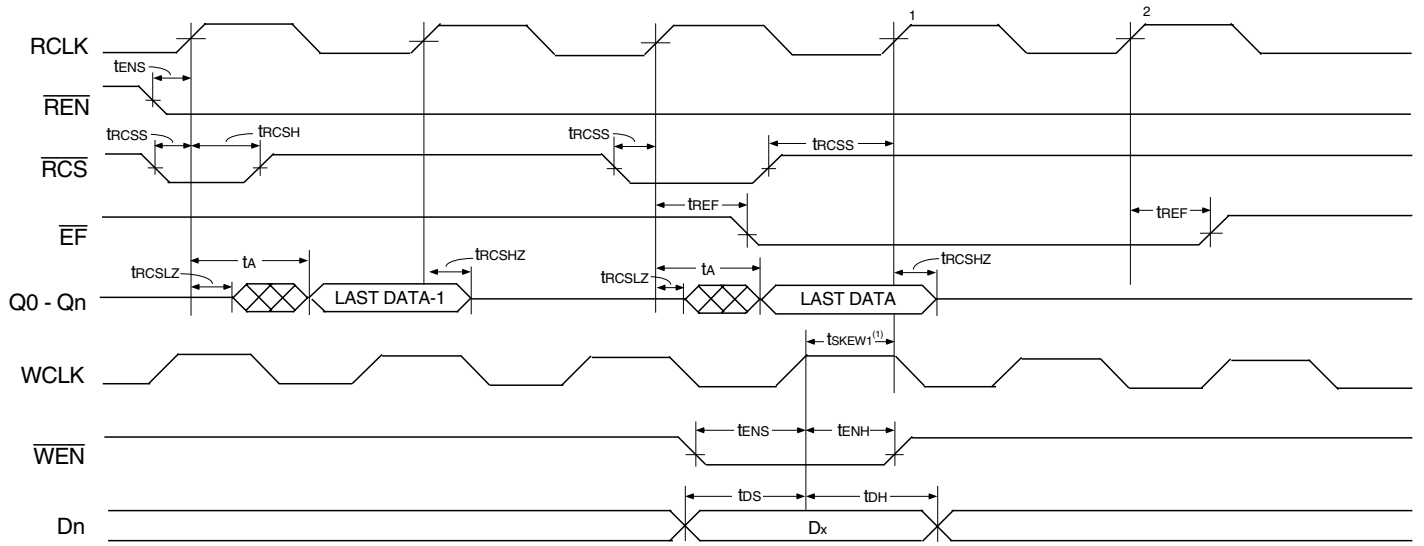 1 2
RCLK
tENS
REN
tRCSS tRCSH tRCSS tRCSS
RCS
tREF tREF
EF
tRCSLZ tA tRCSHZ tRCSLZ tA tRCSHZ
Q0 - Qn LAST DATA-1 LAST DATA
tSKEW1(1)
WCLK
tENS tENH
WEN
tDS tDH
Dn Dx